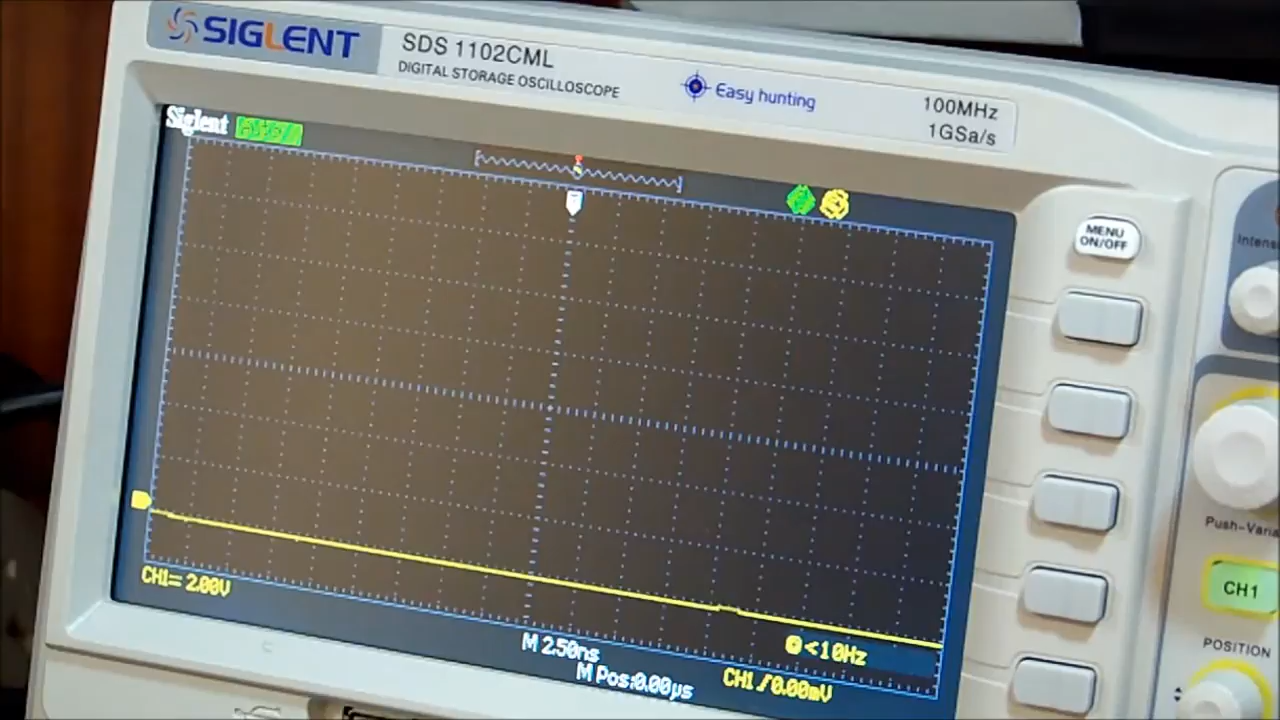 SIGLENT
SDS 1102CML
DIGITAL STORAGE OSCILLOSCOPE
Easy hunting
100MHz
1GSa/s
Siglent
MENU
ON/OFF
Push-Varia
CH1
POSITION
CH1= 2.00V
M 2.50ns
M Pos:0.00µs
<10Hz
CH1 / 0.00mV